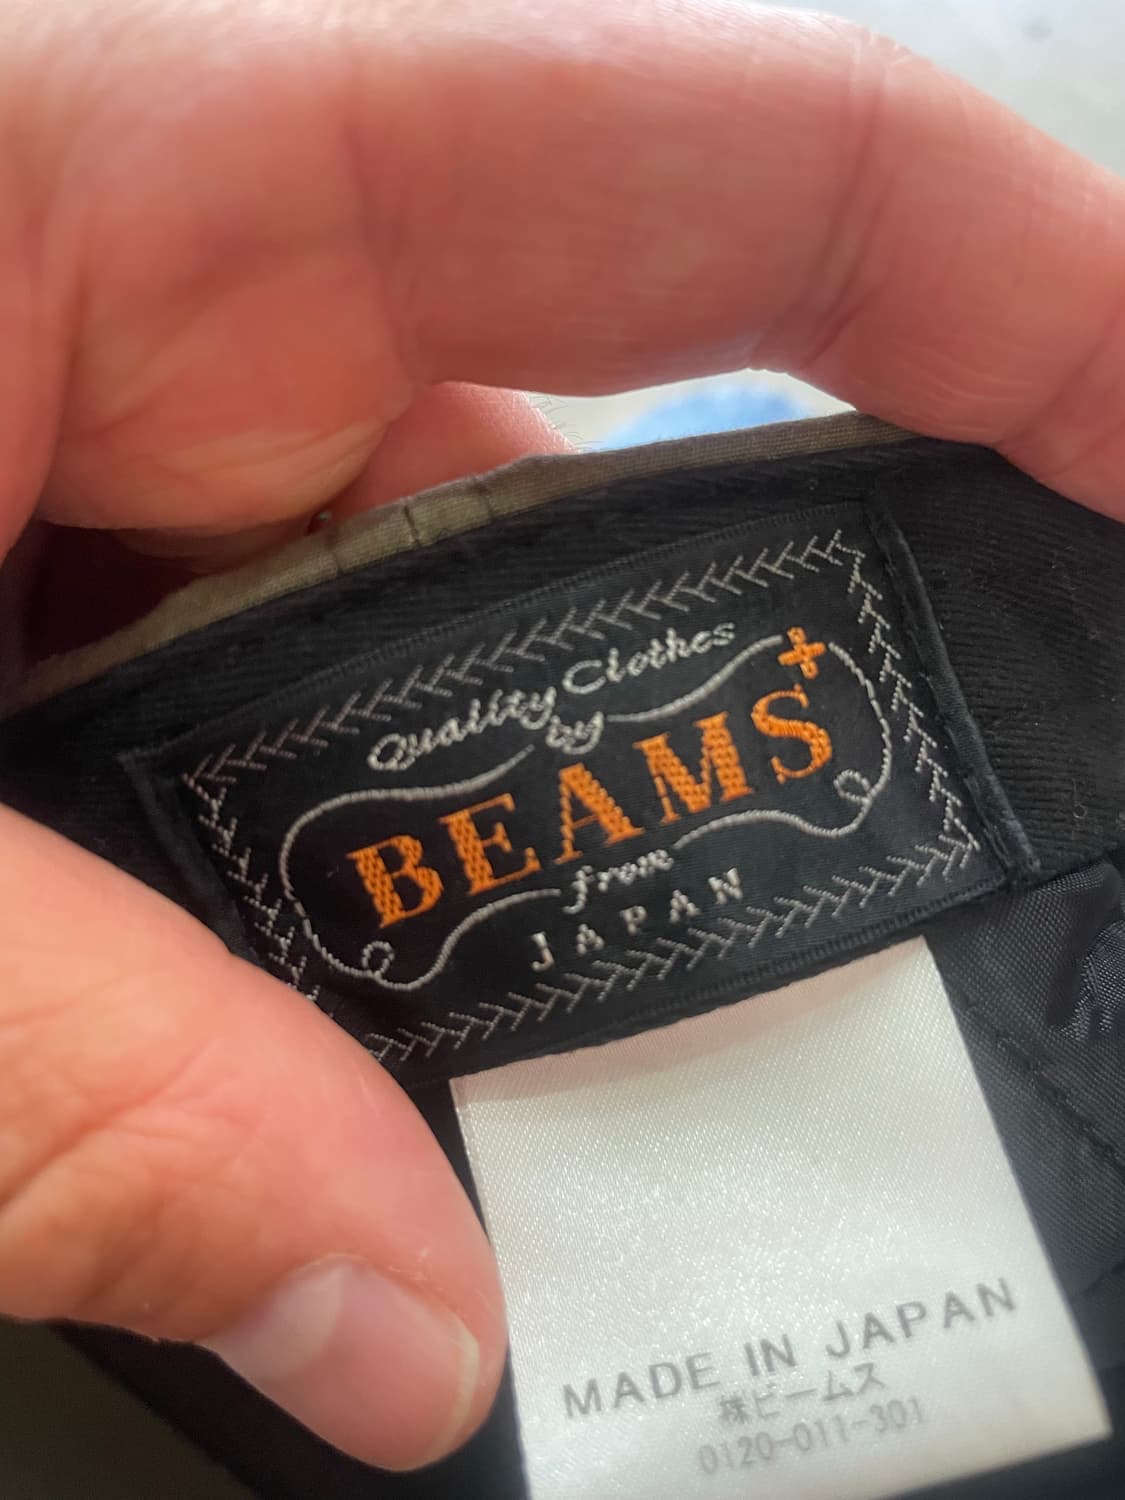 Quality Clothes
by
BEAMS+
from
JAPAN
MADE IN JAPAN
㈱ビームス
0120-011-301